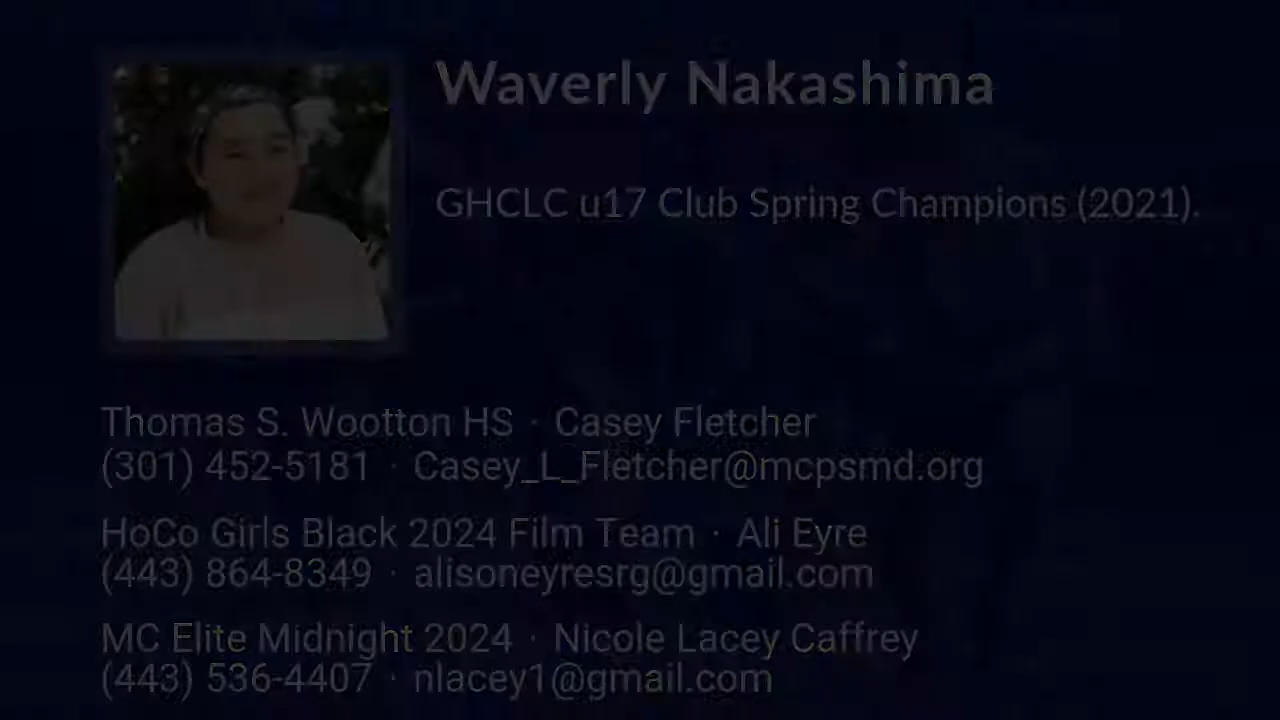 Waverly Nakashima
GHCLC u17 Club Spring Champions (2021).
Thomas S. Wootton HS · Casey Fletcher
(301) 452-5181 · Casey_L_Fletcher@mcpsmd.org
HoCo Girls Black 2024 Film Team · Ali Eyre
(443) 864-8349 · alisoneyresrg@gmail.com
MC Elite Midnight 2024 · Nicole Lacey Caffrey
(443) 536-4407 · nlacey1@gmail.com